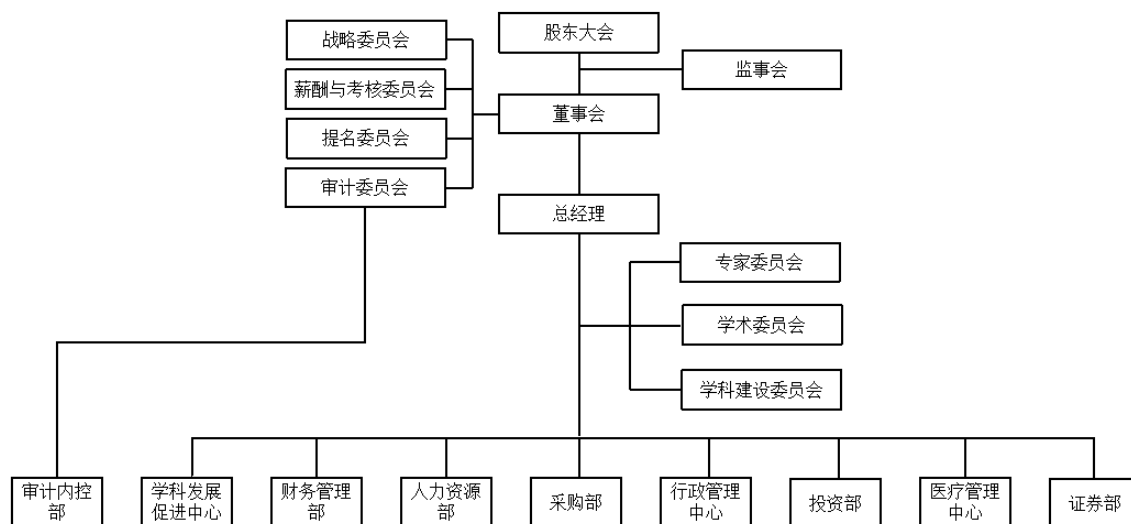 股东大会
战略委员会
监事会
薪酬与考核委员会
董事会
提名委员会
审计委员会
总经理
专家委员会
学术委员会
学科建设委员会
审计内控
部
学科发展
促进中心
财务管理
部
人力资源
部
采购部
行政管理
中心
投资部
医疗管理
中心
证券部